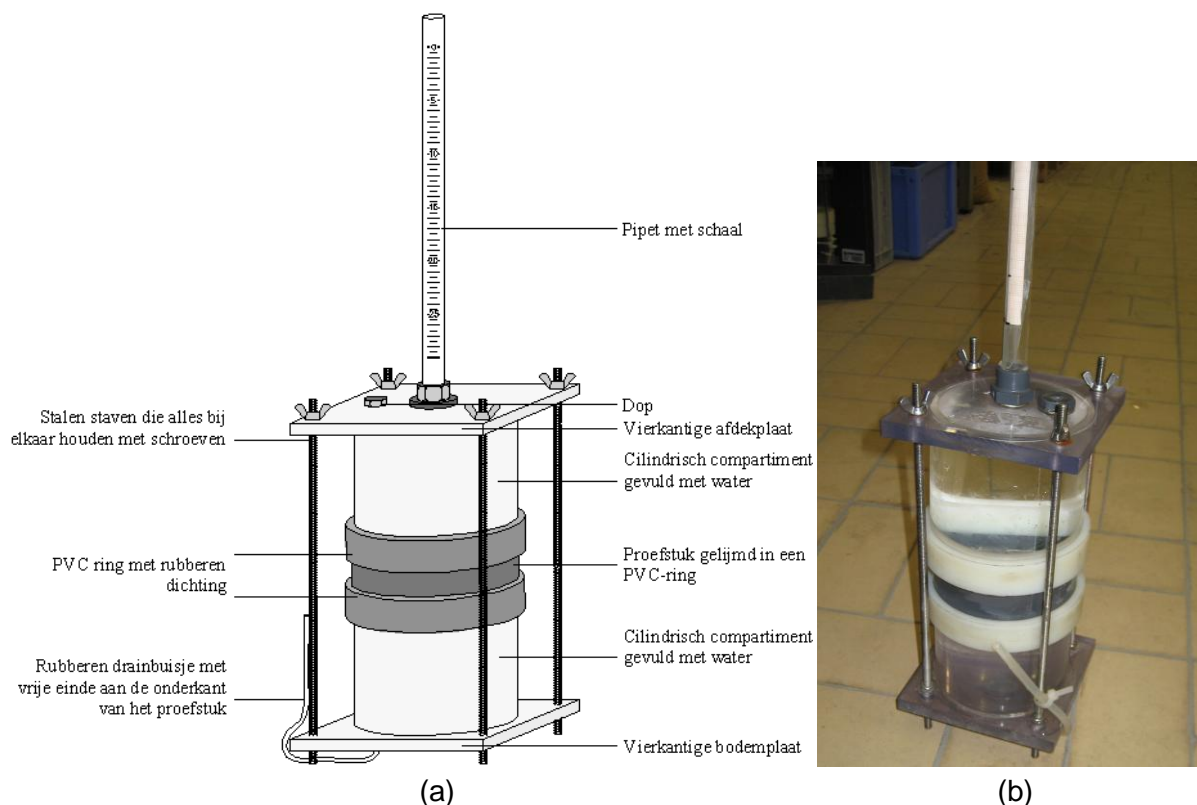 Pipet met schaal
Stalen staven die alles bij
elkaar houden met schroeven
Dop
Vierkantige afdekplaat
Cilindrisch compartiment
gevuld met water
PVC ring met rubberen
dichting
Proefstuk gelijmd in een
PVC-ring
Rubberen drainbuisje met
vrije einde aan de onderkant
van het proefstuk
Cilindrisch compartiment
gevuld met water
Vierkantige bodemplaat
(a)
(b)